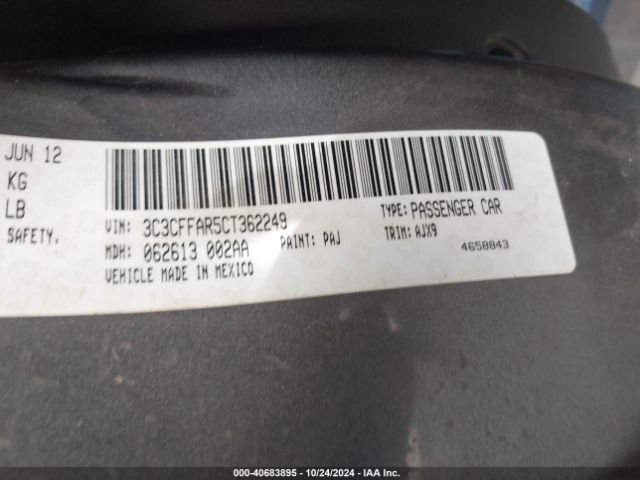 JUN 12
KG
LB
SAFETY.
VIN: 3C3CFFAR5CT362249
TYPE: PASSENGER CAR
MDH: 062613 002AA
PAINT: PAJ
TRIM: AJX9
VEHICLE MADE IN MEXICO
4658843
000-40683895 - 10/24/2024 - IAA Inc.